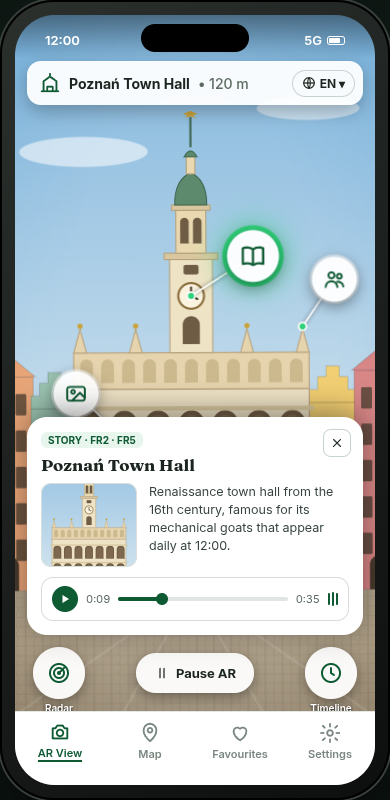 12:00 5G
Poznań Town Hall • 120 m EN ▾
STORY · FR2 · FR5
Poznań Town Hall
Renaissance town hall from the
16th century, famous for its
mechanical goats that appear
daily at 12:00.
0:09 0:35
Pause AR
Radar Timeline
AR View Map Favourites Settings